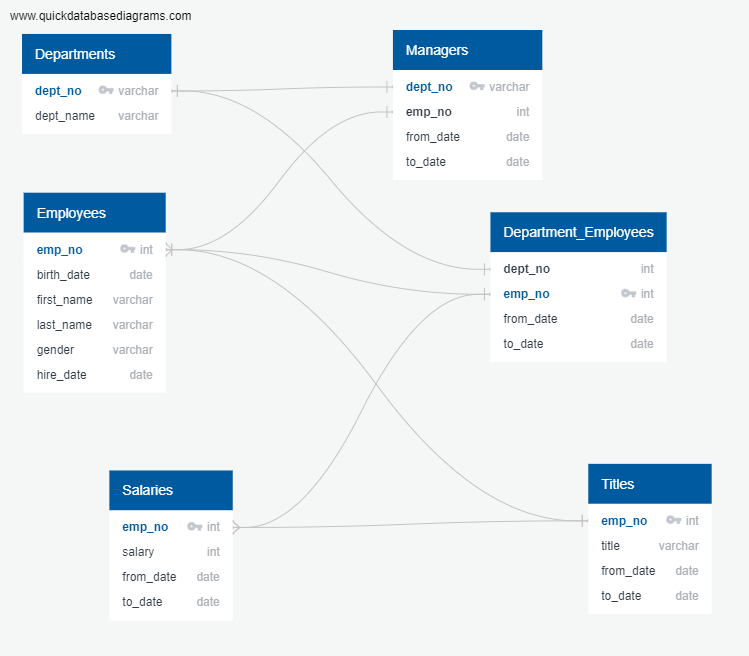 www.quickdatabasediagrams.com
Departments
dept_no varchar
dept_name varchar
Managers
dept_no varchar
emp_no int
from_date date
to_date date
Employees
emp_no int
birth_date date
first_name varchar
last_name varchar
gender varchar
hire_date date
Department_Employees
dept_no int
emp_no int
from_date date
to_date date
Salaries
emp_no int
salary int
from_date date
to_date date
Titles
emp_no int
title varchar
from_date date
to_date date